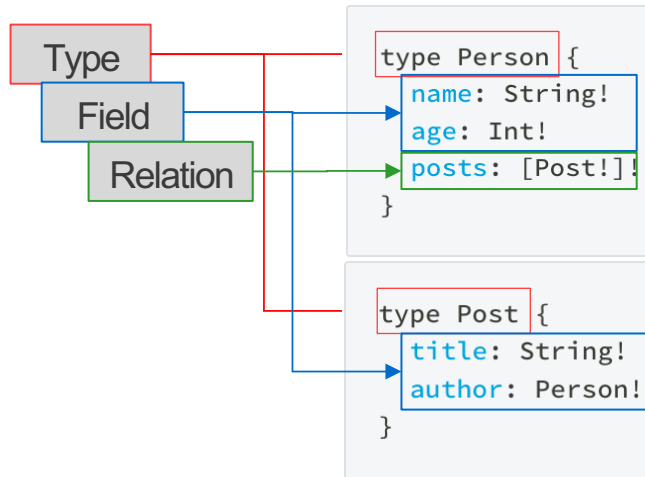 Type
Field
Relation
type Person {
name: String!
age: Int!
posts: [Post!]!
}
type Post {
title: String!
author: Person!
}